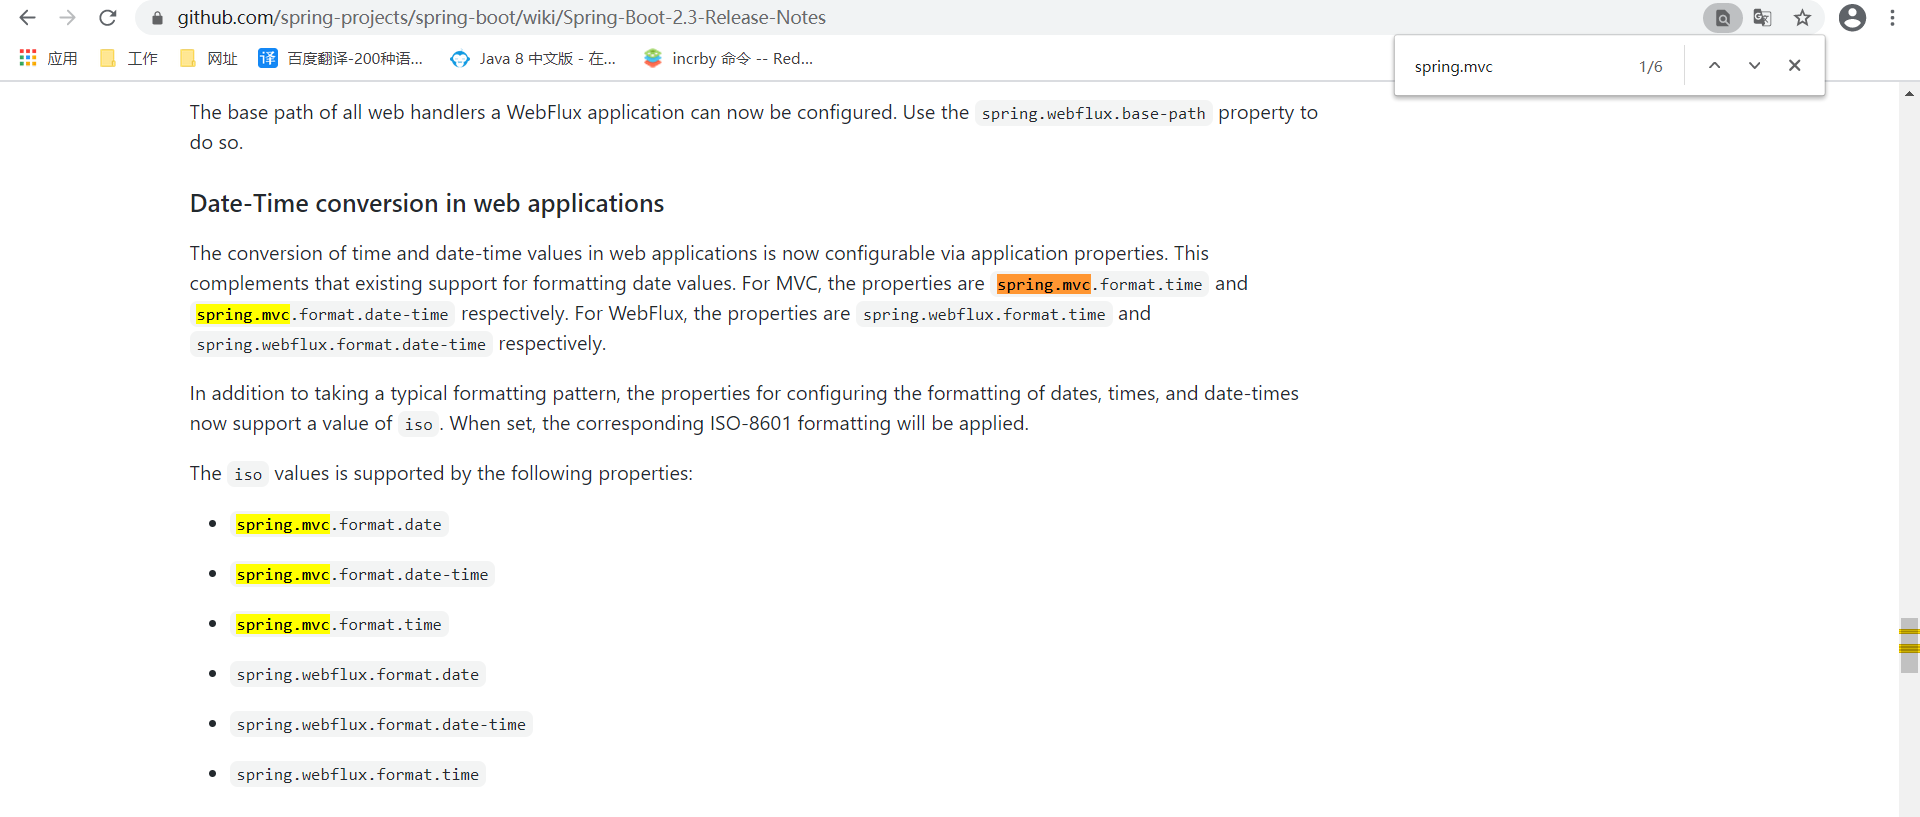 github.com/spring-projects/spring-boot/wiki/Spring-Boot-2.3-Release-Notes
应用
工作
网址
译
百度翻译-200种语...
Java 8 中文版 - 在...
incrby 命令 -- Red...
spring.mvc
1/6
The base path of all web handlers a WebFlux application can now be configured. Use the spring.webflux.base-path property to
do so.
Date-Time conversion in web applications
The conversion of time and date-time values in web applications is now configurable via application properties. This
complements that existing support for formatting date values. For MVC, the properties are spring.mvc.format.time and
spring.mvc.format.date-time respectively. For WebFlux, the properties are spring.webflux.format.time and
spring.webflux.format.date-time respectively.
In addition to taking a typical formatting pattern, the properties for configuring the formatting of dates, times, and date-times
now support a value of iso. When set, the corresponding ISO-8601 formatting will be applied.
The iso values is supported by the following properties:
• spring.mvc.format.date
• spring.mvc.format.date-time
• spring.mvc.format.time
• spring.webflux.format.date
• spring.webflux.format.date-time
• spring.webflux.format.time